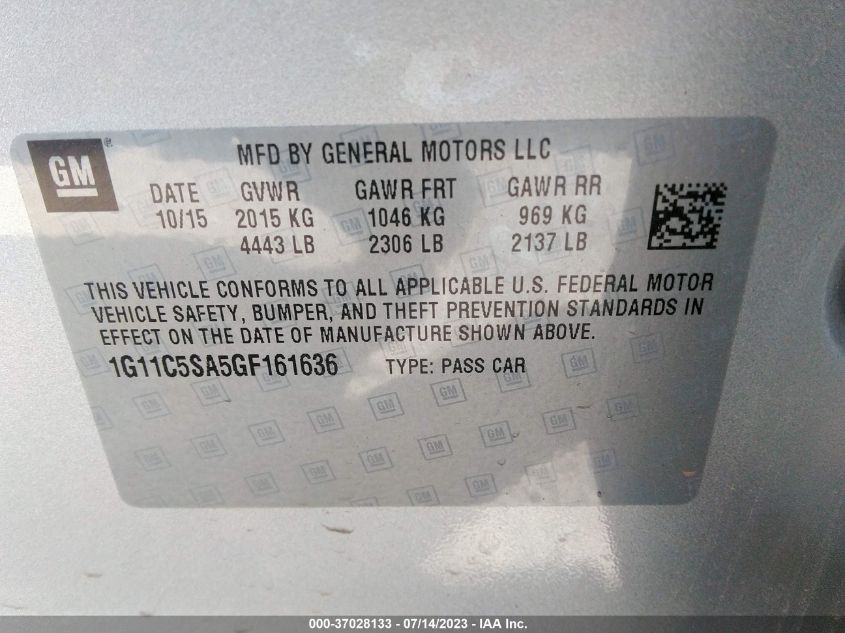 GM ®
MFD BY GENERAL MOTORS LLC
DATE GVWR GAWR FRT GAWR RR
10/15 2015 KG 1046 KG 969 KG
4443 LB 2306 LB 2137 LB
THIS VEHICLE CONFORMS TO ALL APPLICABLE U.S. FEDERAL MOTOR
VEHICLE SAFETY, BUMPER, AND THEFT PREVENTION STANDARDS IN
EFFECT ON THE DATE OF MANUFACTURE SHOWN ABOVE.
1G11C5SA5GF161636 TYPE: PASS CAR
000-37028133 - 07/14/2023 - IAA Inc.